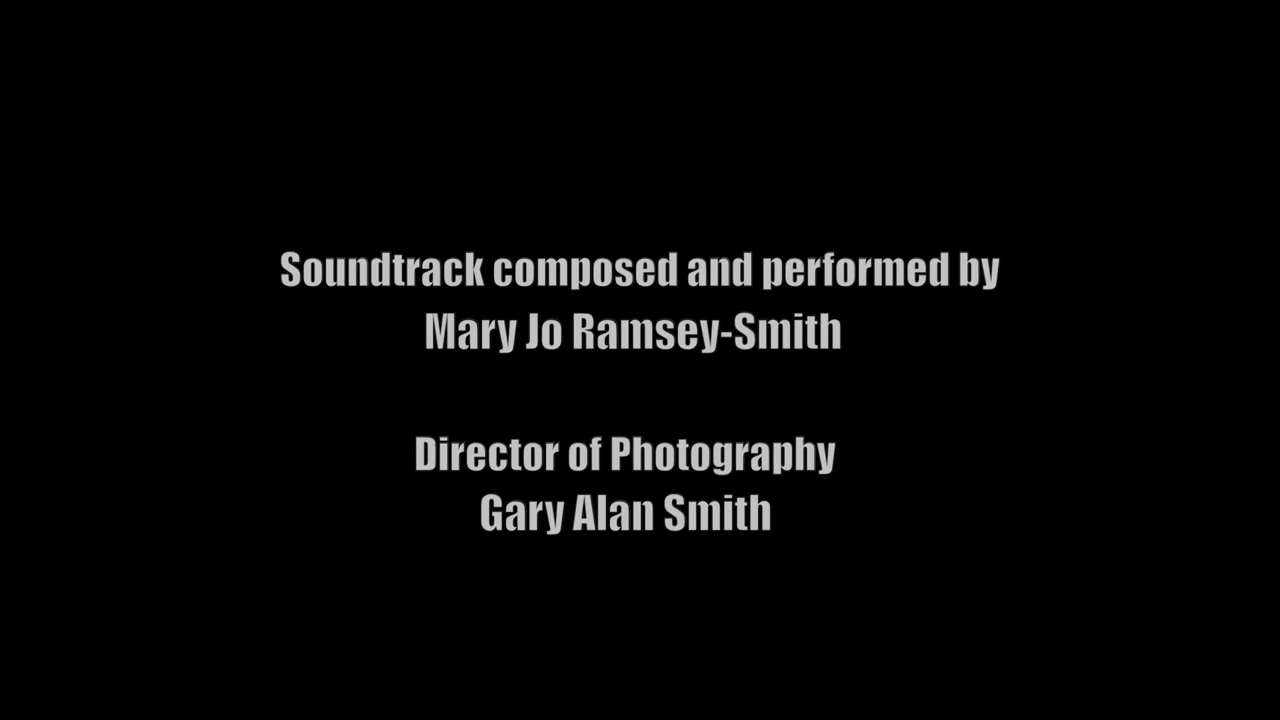 Soundtrack composed and performed by
Mary Jo Ramsey-Smith
Director of Photography
Gary Alan Smith